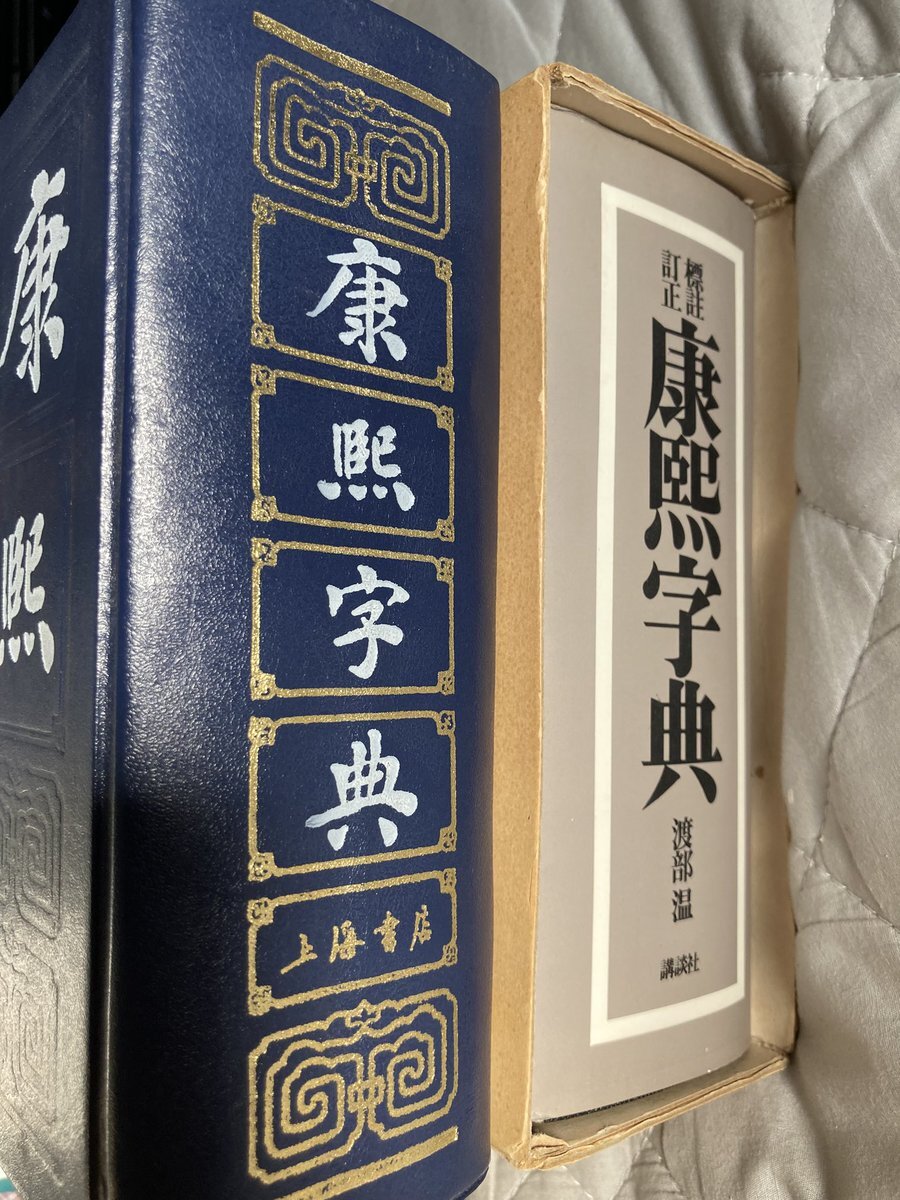 康熙
康熙字典
上海書店
標註
訂正
康熙字典
渡部温
講談社